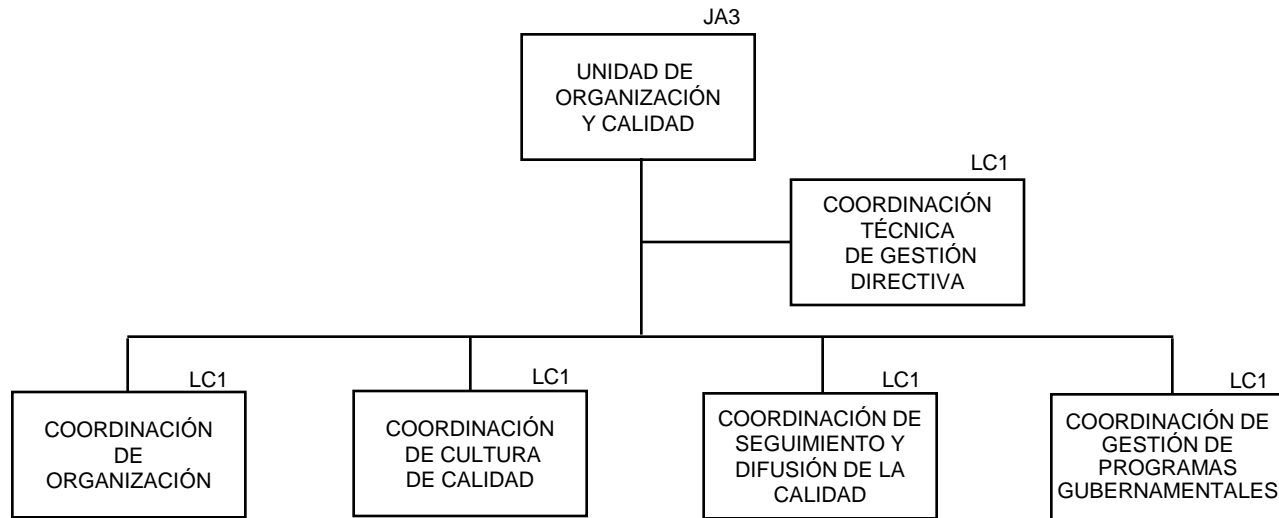 JA3
UNIDAD DE
ORGANIZACIÓN
Y CALIDAD
LC1
COORDINACIÓN
TÉCNICA
DE GESTIÓN
DIRECTIVA
LC1
COORDINACIÓN
DE
ORGANIZACIÓN
LC1
COORDINACIÓN
DE CULTURA
DE CALIDAD
LC1
COORDINACIÓN DE
SEGUIMIENTO Y
DIFUSIÓN DE LA
CALIDAD
LC1
COORDINACIÓN DE
GESTIÓN DE
PROGRAMAS
GUBERNAMENTALES